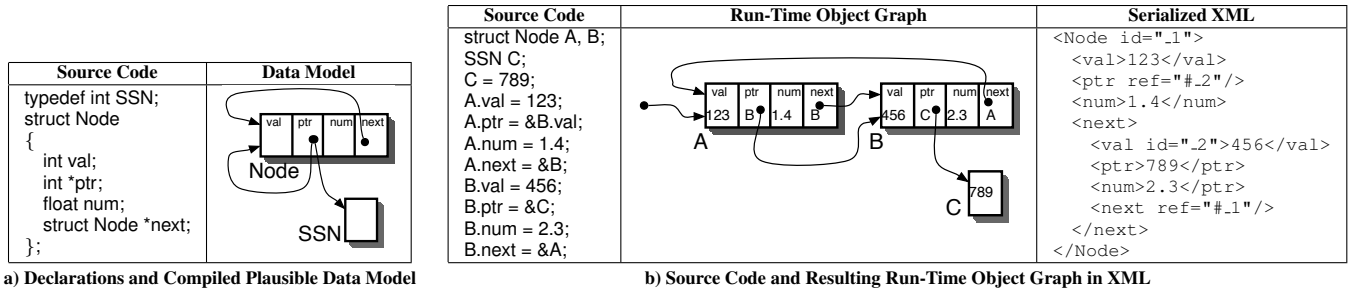 Source Code
Data Model
typedef int SSN;
struct Node
{
int val;
int *ptr;
float num;
struct Node *next;
};
val ptr num next
Node
SSN
a) Declarations and Compiled Plausible Data Model
Source Code
Run-Time Object Graph
Serialized XML
struct Node A, B;
SSN C;
C = 789;
A.val = 123;
A.ptr = &B.val;
A.num = 1.4;
A.next = &B;
B.val = 456;
B.ptr = &C;
B.num = 2.3;
B.next = &A;
val ptr num next
123 B 1.4 B
A
val ptr num next
456 C 2.3 A
B
789
C
<Node id="_1">
<val>123</val>
<ptr ref="#_2"/>
<num>1.4</num>
<next>
<val id="_2">456</val>
<ptr>789</ptr>
<num>2.3</ptr>
<next ref="#_1"/>
</next>
</Node>
b) Source Code and Resulting Run-Time Object Graph in XML